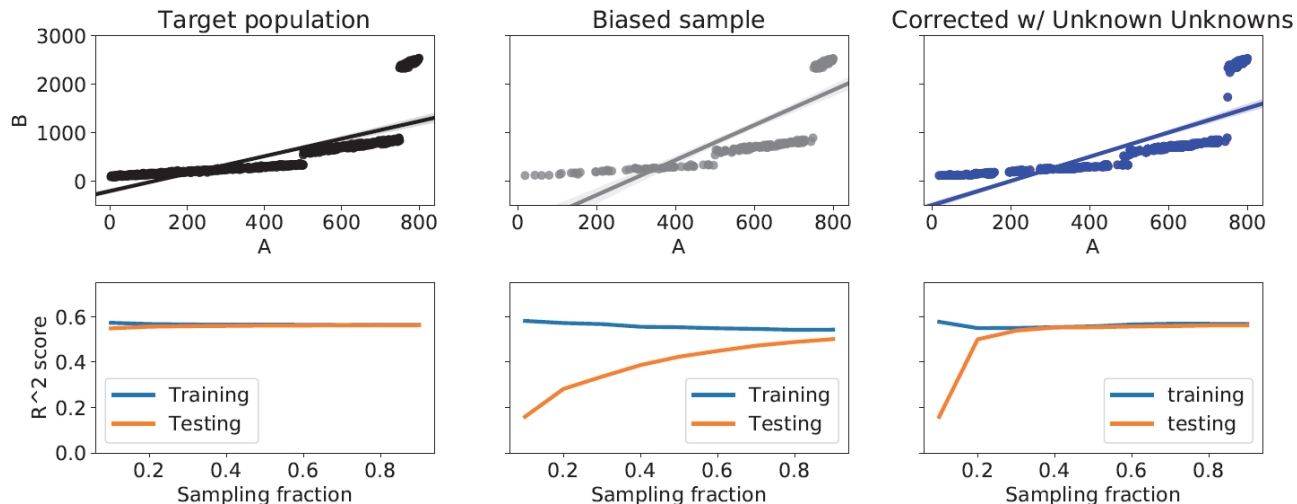 Target population
Biased sample
Corrected w/ Unknown Unknowns
3000
2000
1000
0
B
0 200 400 600 800
A
0 200 400 600 800
A
0 200 400 600 800
A
0.6
0.4
0.2
0.0
R^2 score
Training
Testing
Training
Testing
training
testing
0.2 0.4 0.6 0.8
Sampling fraction
0.2 0.4 0.6 0.8
Sampling fraction
0.2 0.4 0.6 0.8
Sampling fraction